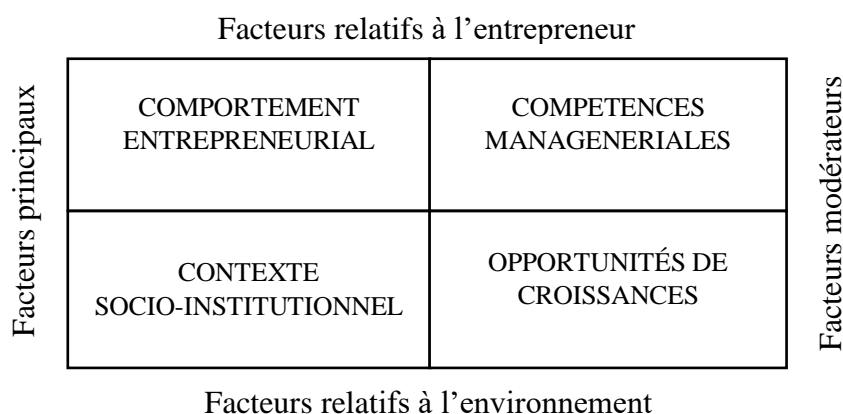 Facteurs relatifs à l’entrepreneur
Facteurs principaux
COMPORTEMENT
ENTREPRENEURIAL
COMPETENCES
MANAGENERIALES
Facteurs modérateurs
CONTEXTE
SOCIO-INSTITUTIONNEL
OPPORTUNITÉS DE
CROISSANCES
Facteurs relatifs à l’environnement